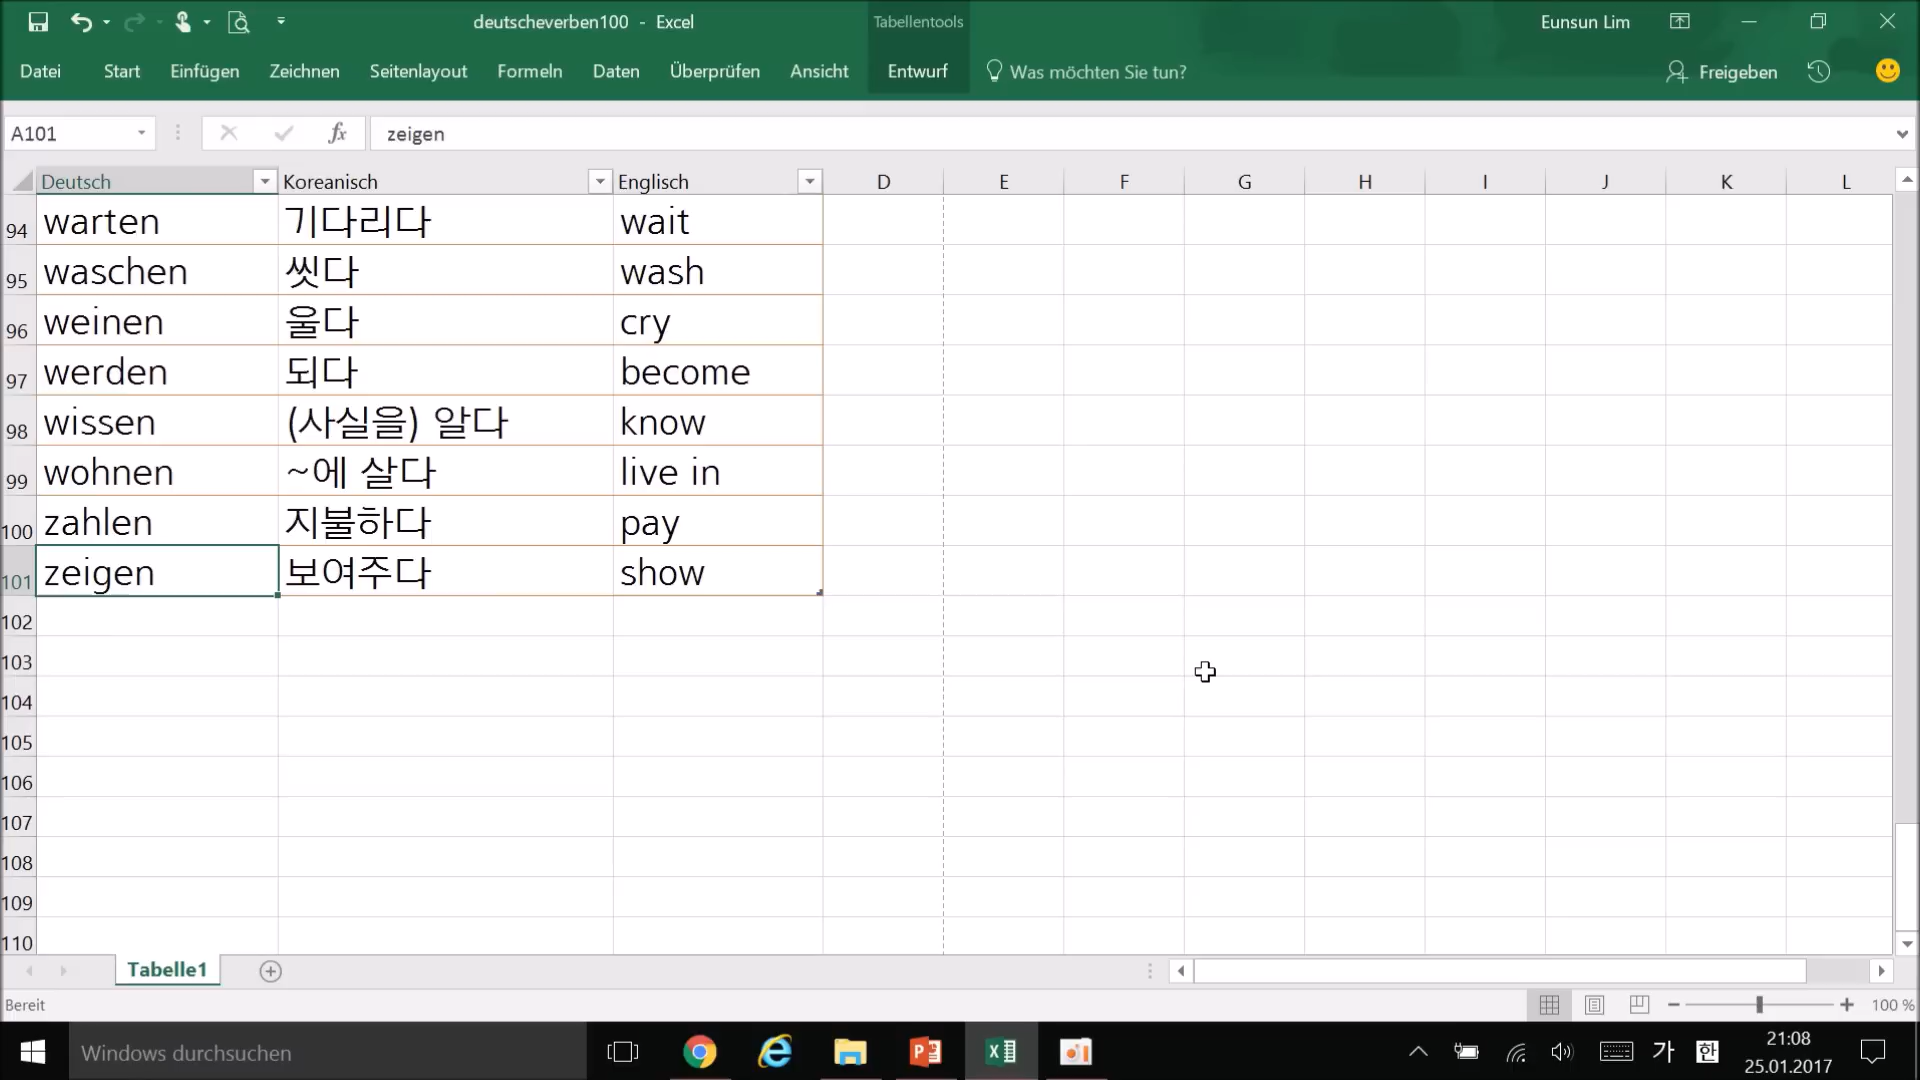 deutscheverben100 - Excel
Tabellentools
Eunsun Lim
Datei Start Einfügen Zeichnen Seitenlayout Formeln Daten Überprüfen Ansicht Entwurf Was möchten Sie tun? Freigeben
A101 fx zeigen
Deutsch Koreanisch Englisch D E F G H I J K L
94 warten 기다리다 wait
95 waschen 씻다 wash
96 weinen 울다 cry
97 werden 되다 become
98 wissen (사실을) 알다 know
99 wohnen ~에 살다 live in
100 zahlen 지불하다 pay
101 zeigen 보여주다 show
102
103
104
105
106
107
108
109
110
Tabelle1
Bereit 100 %
Windows durchsuchen 가 한 21:08
25.01.2017